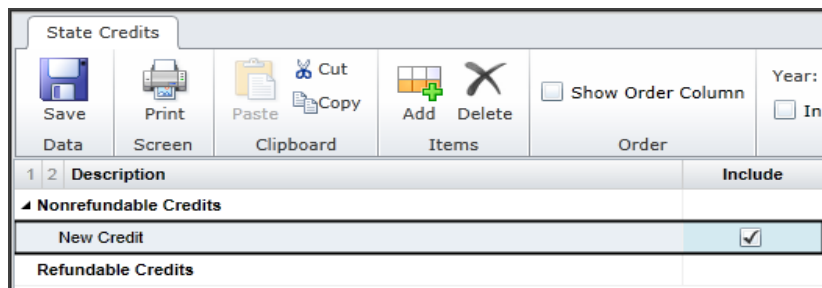 State Credits
Save
Print
Paste
Cut
Copy
Add
Delete
Show Order Column
Year:
In
Data
Screen
Clipboard
Items
Order
1 2 Description Include
Nonrefundable Credits
New Credit
Refundable Credits